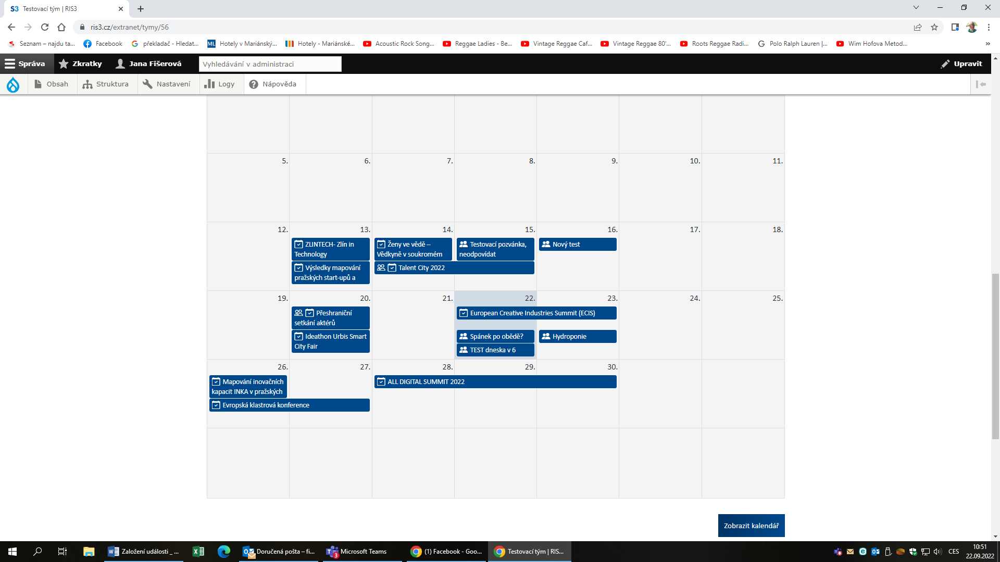 S3 Testovací tým | RIS3
ris3.cz/extranet/tymy/56
Seznam – najdu ta...
Facebook
překladač - Hledat...
ML Hotely v Mariánský...
Hotely - Mariánské...
Acoustic Rock Song...
Reggae Ladies - Be...
Vintage Reggae Caf...
Vintage Reggae 80'...
Roots Reggae Radi...
Polo Ralph Lauren |...
Wim Hofova Metod...
»
Správa
Zkratky
Jana Fišerová
Vyhledávání v administraci
Upravit
Obsah
Struktura
Nastavení
Logy
Nápověda
5.
6.
7.
8.
9.
10.
11.
12.
13.
14.
15.
16.
17.
18.
ZLINTECH- Zlín in
Technology
Výsledky mapování
pražských start-upů a
Ženy ve vědě –
Vědkyně v soukromém
Talent City 2022
Testovací pozvánka,
neodpovídat
Nový test
19.
20.
21.
22.
23.
24.
25.
Přeshraniční
setkání aktérů
Ideathon Urbis Smart
City Fair
European Creative Industries Summit (ECIS)
Spánek po obědě?
TEST dneska v 6
Hydroponie
26.
27.
28.
29.
30.
Mapování inovačních
kapacit INKA v pražských
Evropská klastrová konference
ALL DIGITAL SUMMIT 2022
Zobrazit kalendář
Založení události _ ...
Doručená pošta – fi...
3
Microsoft Teams
(1) Facebook - Goo...
Testovací tým | RIS...
CES
10:51
22.09.2022